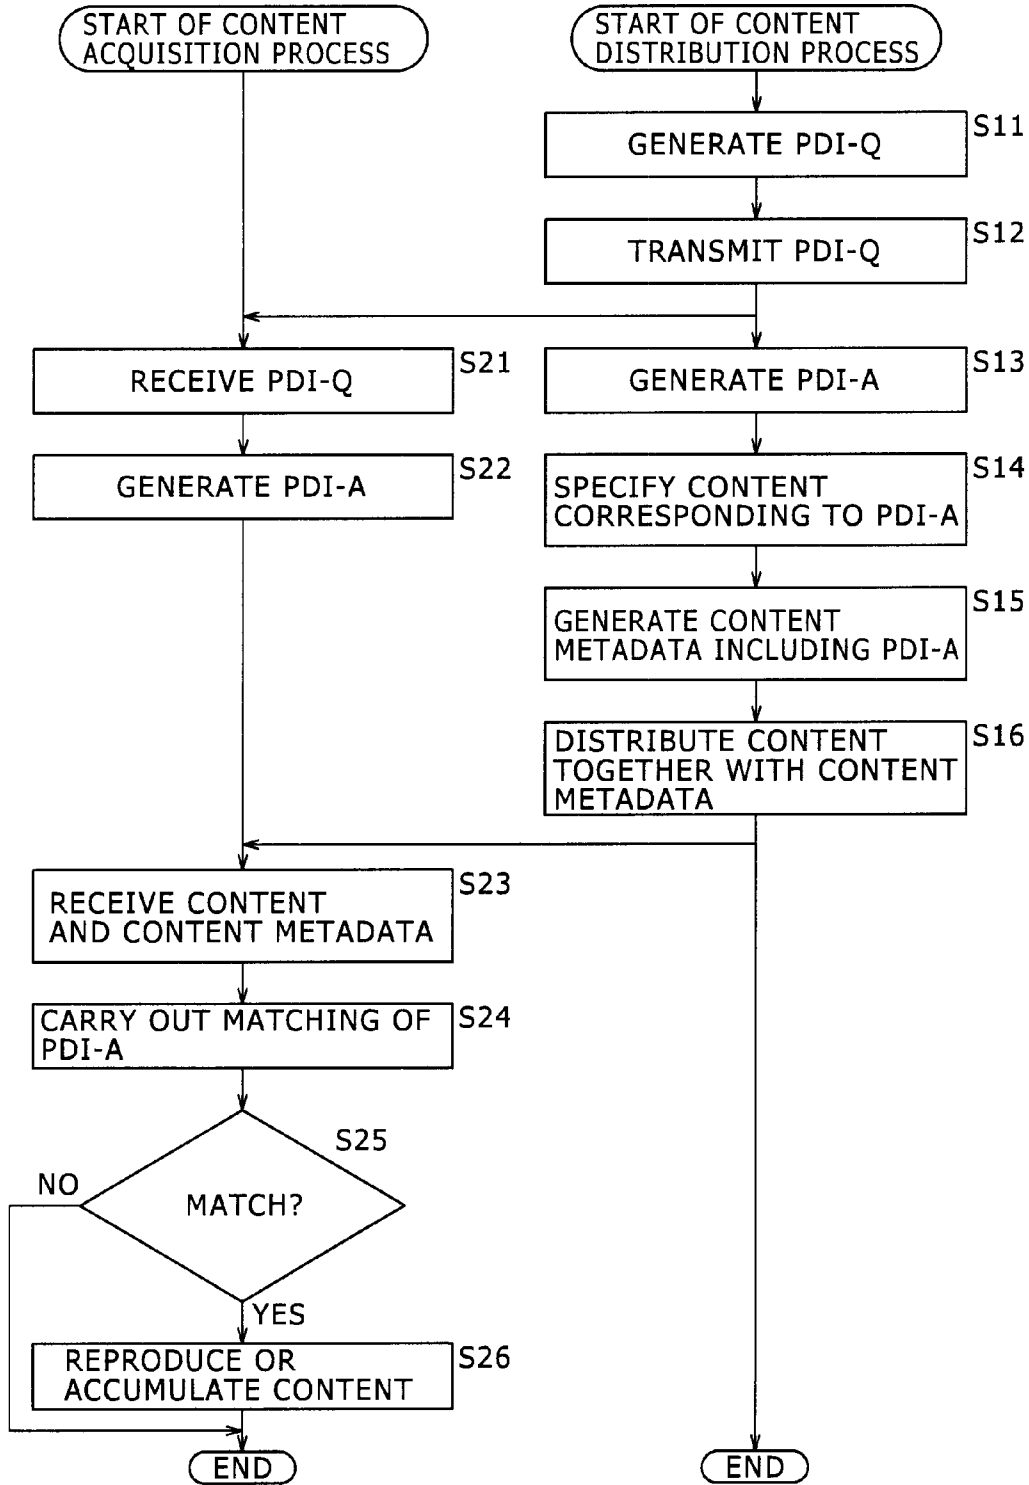 START OF CONTENT
ACQUISITION PROCESS
START OF CONTENT
DISTRIBUTION PROCESS
S11
GENERATE PDI-Q
S12
TRANSMIT PDI-Q
S21
RECEIVE PDI-Q
S13
GENERATE PDI-A
S22
GENERATE PDI-A
S14
SPECIFY CONTENT
CORRESPONDING TO PDI-A
S15
GENERATE CONTENT
METADATA INCLUDING PDI-A
S16
DISTRIBUTE CONTENT
TOGETHER WITH CONTENT
METADATA
S23
RECEIVE CONTENT
AND CONTENT METADATA
S24
CARRY OUT MATCHING OF
PDI-A
S25
NO
MATCH?
YES
S26
REPRODUCE OR
ACCUMULATE CONTENT
END
END